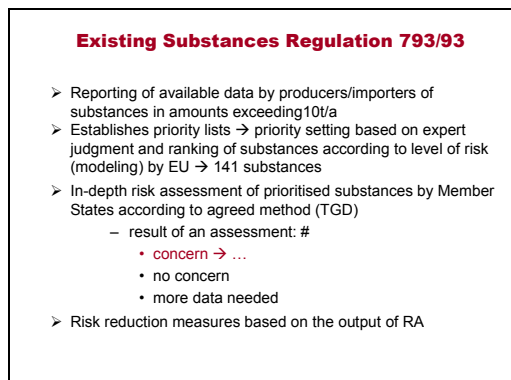 Existing Substances Regulation 793/93
➢ Reporting of available data by producers/importers of
substances in amounts exceeding10t/a
➢ Establishes priority lists → priority setting based on expert
judgment and ranking of substances according to level of risk
(modeling) by EU → 141 substances
➢ In-depth risk assessment of prioritised substances by Member
States according to agreed method (TGD)
– result of an assessment: #
• concern → ...
• no concern
• more data needed
➢ Risk reduction measures based on the output of RA